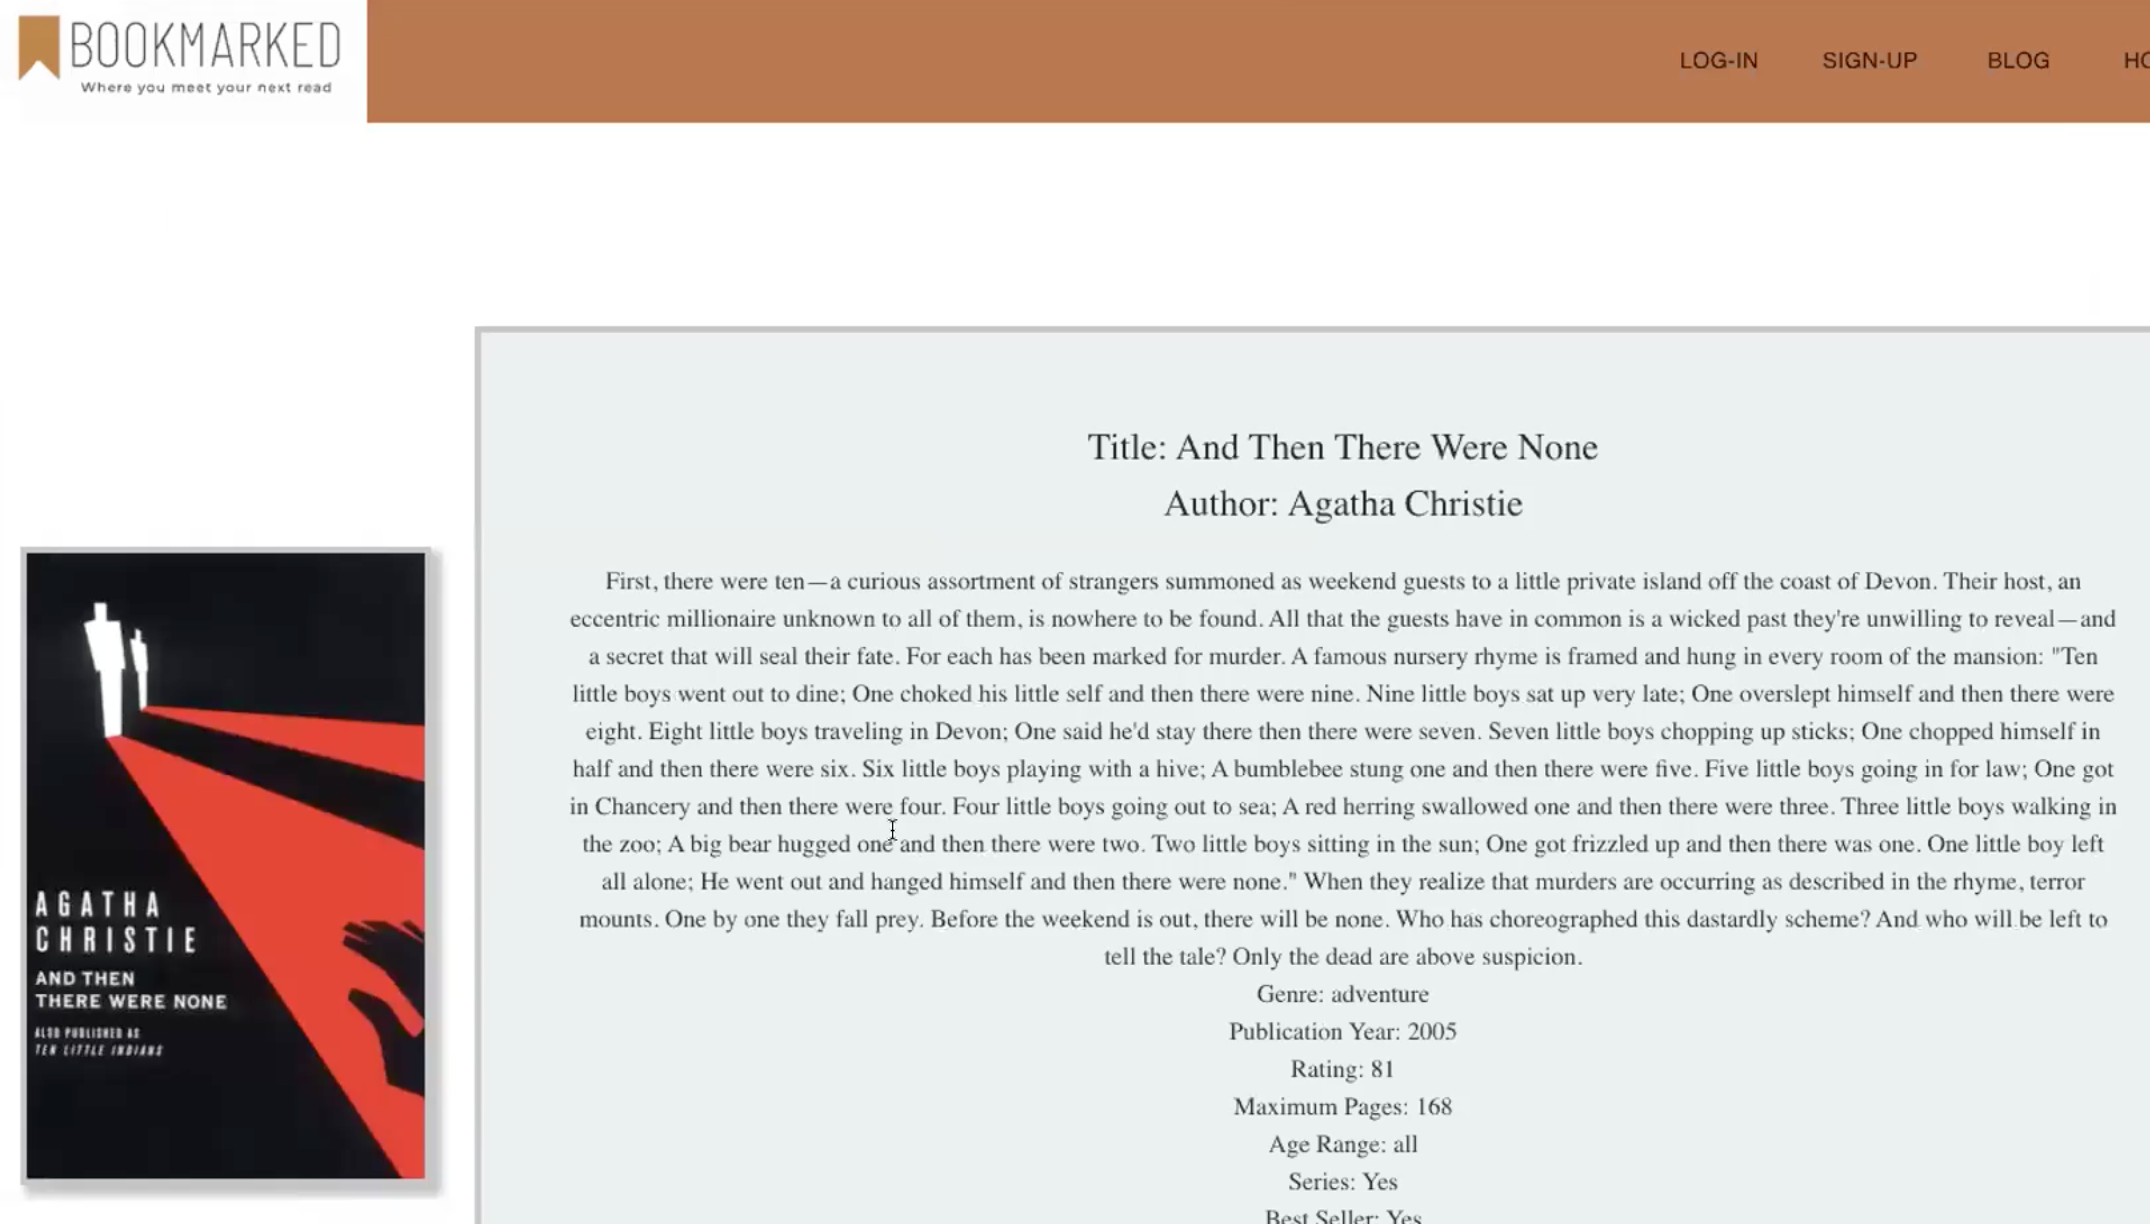 BOOKMARKED
Where you meet your next read
LOG-IN SIGN-UP BLOG HO
Title: And Then There Were None
Author: Agatha Christie
First, there were ten—a curious assortment of strangers summoned as weekend guests to a little private island off the coast of Devon. Their host, an
eccentric millionaire unknown to all of them, is nowhere to be found. All that the guests have in common is a wicked past they're unwilling to reveal—and
a secret that will seal their fate. For each has been marked for murder. A famous nursery rhyme is framed and hung in every room of the mansion: "Ten
little boys went out to dine; One choked his little self and then there were nine. Nine little boys sat up very late; One overslept himself and then there were
eight. Eight little boys traveling in Devon; One said he'd stay there then there were seven. Seven little boys chopping up sticks; One chopped himself in
half and then there were six. Six little boys playing with a hive; A bumblebee stung one and then there were five. Five little boys going in for law; One got
in Chancery and then there were four. Four little boys going out to sea; A red herring swallowed one and then there were three. Three little boys walking in
the zoo; A big bear hugged one and then there were two. Two little boys sitting in the sun; One got frizzled up and then there was one. One little boy left
all alone; He went out and hanged himself and then there were none." When they realize that murders are occurring as described in the rhyme, terror
mounts. One by one they fall prey. Before the weekend is out, there will be none. Who has choreographed this dastardly scheme? And who will be left to
tell the tale? Only the dead are above suspicion.
Genre: adventure
Publication Year: 2005
Rating: 81
Maximum Pages: 168
Age Range: all
Series: Yes
Best Seller: Yes
AGATHA
CHRISTIE
AND THEN
THERE WERE NONE
ALSO PUBLISHED AS
TEN LITTLE INDIANS